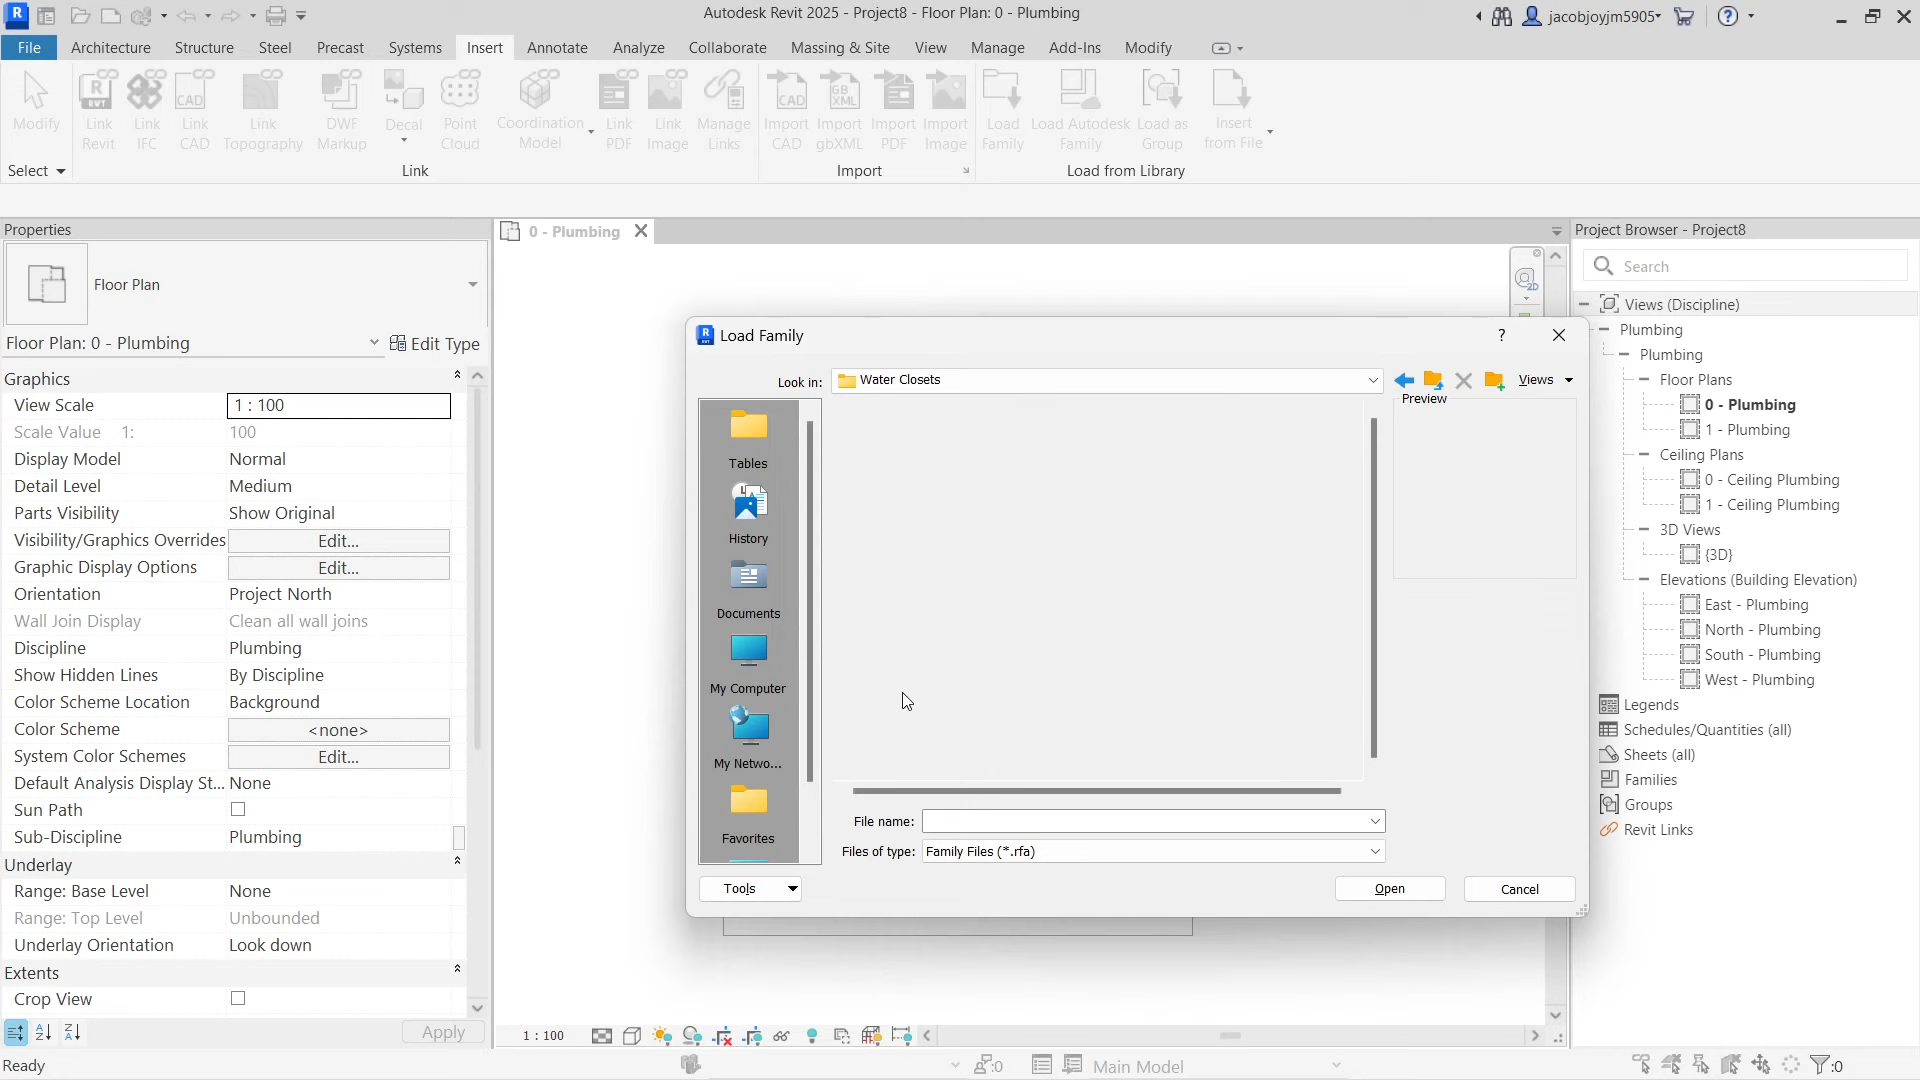 Autodesk Revit 2025 - Project8 - Floor Plan: 0 - Plumbing
jacobjoyjm5905
File Architecture Structure Steel Precast Systems Insert Annotate Analyze Collaborate Massing & Site View Manage Add-Ins Modify
Modify
Link Revit
Link IFC
Link CAD
Link Topography
DWF Markup
Decal
Point Cloud
Coordination Model
Link PDF
Link Image
Manage Links
Import CAD
Import gbXML
Import PDF
Import Image
Load Family
Load Autodesk Family
Load as Group
Insert from File
Select
Link
Import
Load from Library
Properties
Floor Plan
Floor Plan: 0 - Plumbing
Edit Type
Graphics
View Scale 1 : 100
Scale Value 1: 100
Display Model Normal
Detail Level Medium
Parts Visibility Show Original
Visibility/Graphics Overrides Edit...
Graphic Display Options Edit...
Orientation Project North
Wall Join Display Clean all wall joins
Discipline Plumbing
Show Hidden Lines By Discipline
Color Scheme Location Background
Color Scheme <none>
System Color Schemes Edit...
Default Analysis Display St... None
Sun Path
Sub-Discipline Plumbing
Underlay
Range: Base Level None
Range: Top Level Unbounded
Underlay Orientation Look down
Extents
Crop View
Apply
0 - Plumbing
Load Family
?
Look in: Water Closets
Views
Preview
Tables
History
Documents
My Computer
My Netwo...
Favorites
File name:
Files of type: Family Files (*.rfa)
Tools
Open
Cancel
2D
Project Browser - Project8
Search
Views (Discipline)
Plumbing
Plumbing
Floor Plans
0 - Plumbing
1 - Plumbing
Ceiling Plans
0 - Ceiling Plumbing
1 - Ceiling Plumbing
3D Views
{3D}
Elevations (Building Elevation)
East - Plumbing
North - Plumbing
South - Plumbing
West - Plumbing
Legends
Schedules/Quantities (all)
Sheets (all)
Families
Groups
Revit Links
1 : 100
Ready
:0
Main Model
:0